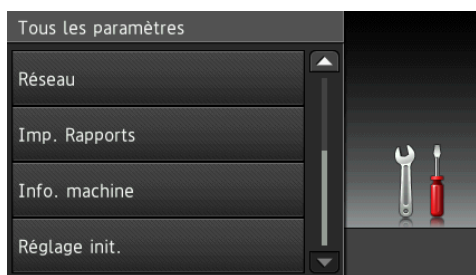 Tous les paramètres
Réseau
Imp. Rapports
Info. machine
Réglage init.